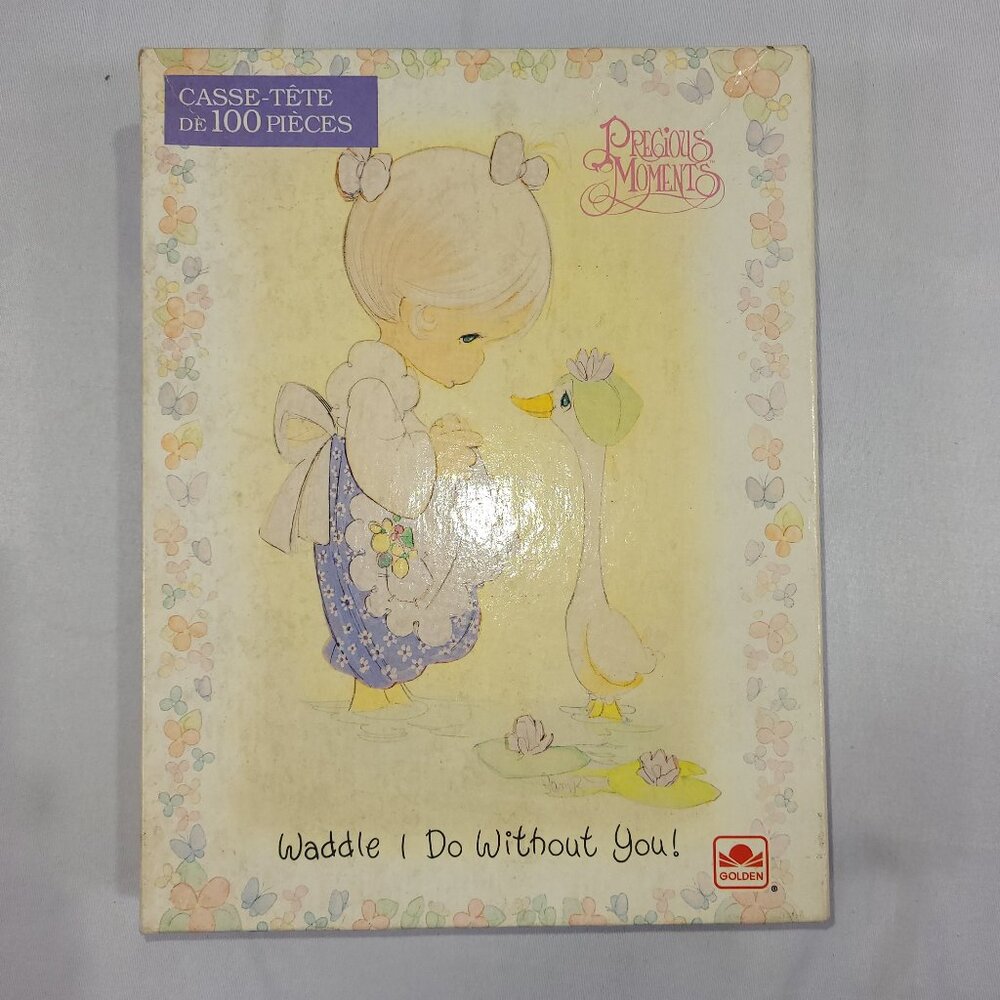 CASSE-TÊTE
DE 100 PIÈCES
PRECIOUS
MOMENTS
Waddle I Do Without You!
GOLDEN
®